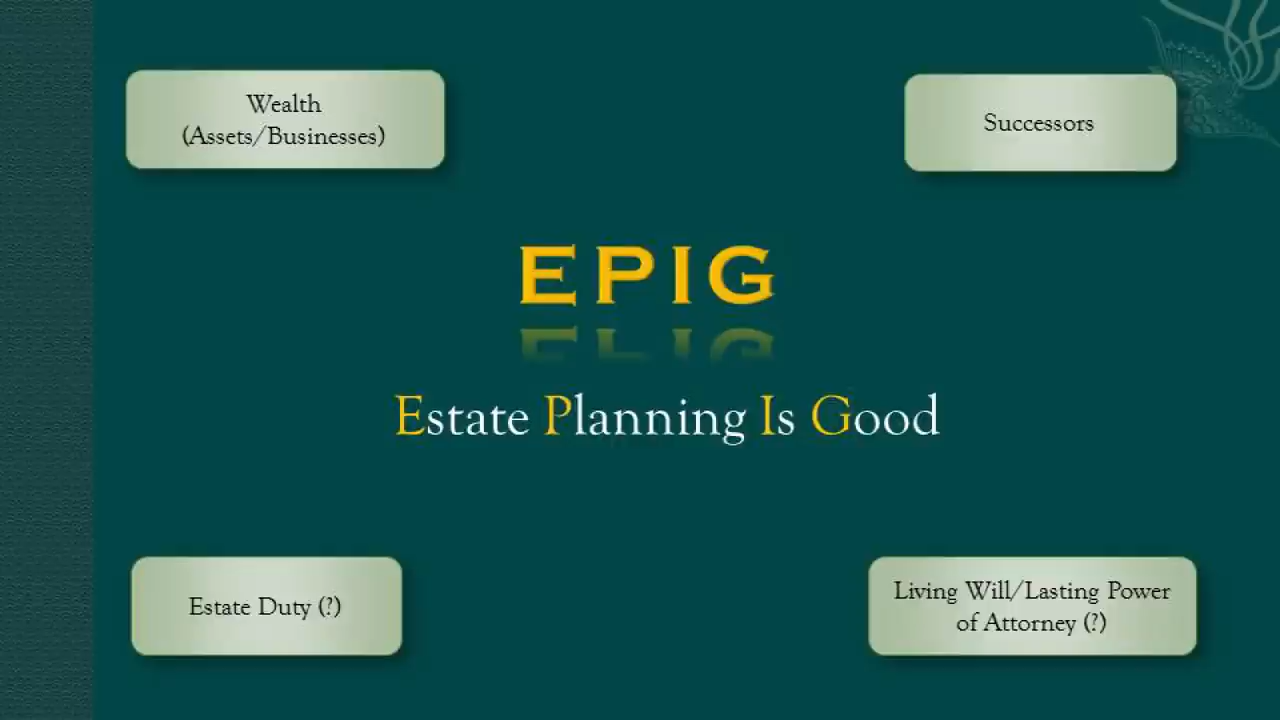 Wealth
(Assets/Businesses)
Successors
EPIG
Estate Planning Is Good
Estate Duty (?)
Living Will/Lasting Power
of Attorney (?)